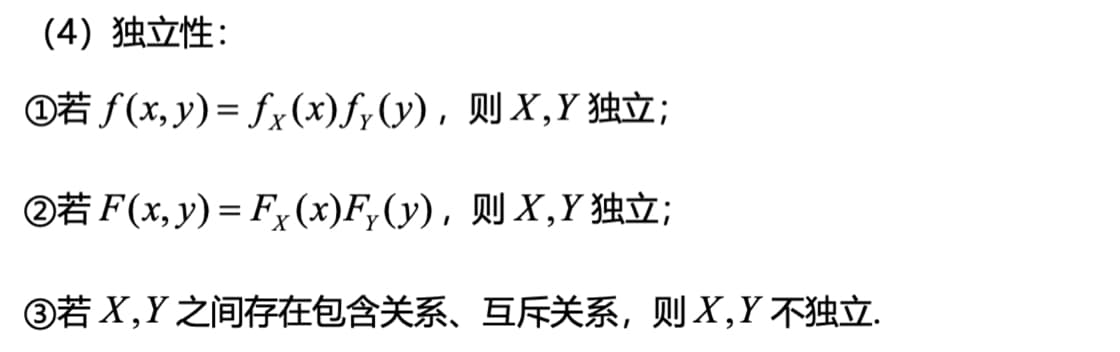 （4）独立性：
①若 f(x,y)= f_X(x)f_Y(y)，则 X,Y 独立；
②若 F(x,y)= F_X(x)F_Y(y)，则 X,Y 独立；
③若 X,Y 之间存在包含关系、互斥关系，则 X,Y 不独立.